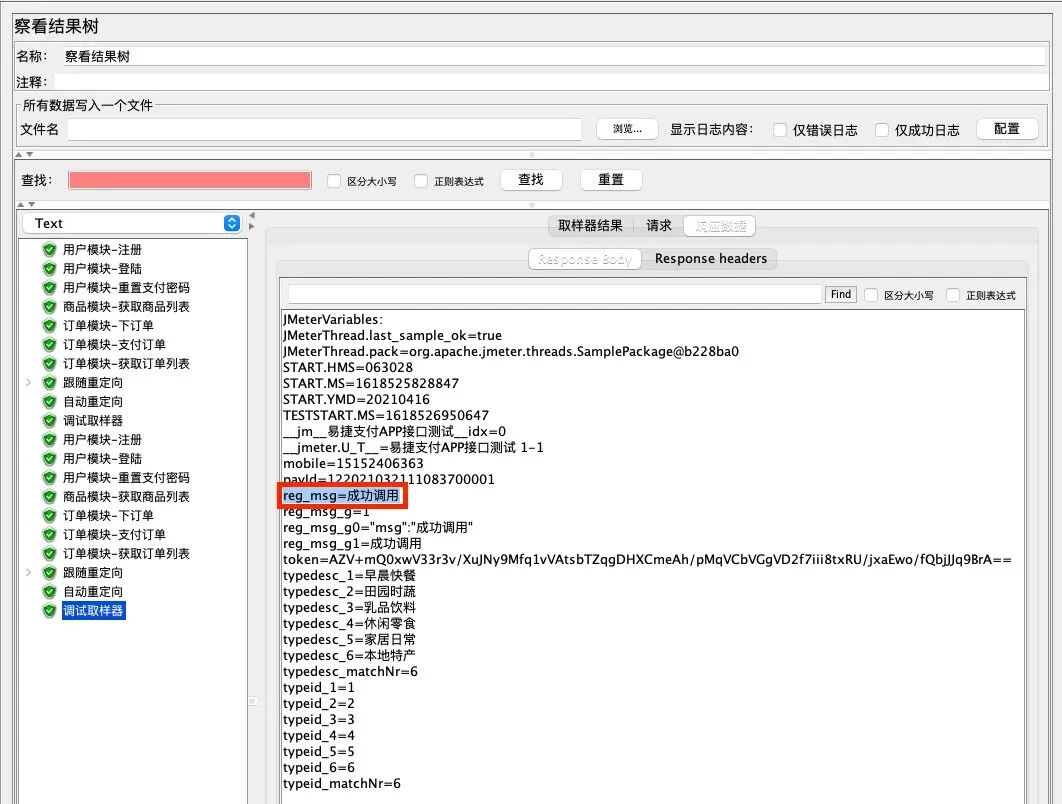 察看结果树
名称： 察看结果树
注释：
所有数据写入一个文件
文件名 浏览... 显示日志内容： 仅错误日志 仅成功日志 配置
查找： 区分大小写 正则表达式 查找 重置
Text
用户模块-注册
用户模块-登陆
用户模块-重置支付密码
商品模块-获取商品列表
订单模块-下订单
订单模块-支付订单
订单模块-获取订单列表
跟随重定向
自动重定向
调试取样器
用户模块-注册
用户模块-登陆
用户模块-重置支付密码
商品模块-获取商品列表
订单模块-下订单
订单模块-支付订单
订单模块-获取订单列表
跟随重定向
自动重定向
调试取样器
取样器结果 请求 响应数据
Response Body Response headers
Find 区分大小写 正则表达式
JMeterVariables:
JMeterThread.last_sample_ok=true
JMeterThread.pack=org.apache.jmeter.threads.SamplePackage@b228ba0
START.HMS=063028
START.MS=1618525828847
START.YMD=20210416
TESTSTART.MS=1618526950647
__jm__易捷支付APP接口测试__idx=0
__jmeter.U_T__=易捷支付APP接口测试 1-1
mobile=15152406363
payId=122021032111083700001
reg_msg=成功调用
reg_msg_g=1
reg_msg_g0="msg":"成功调用"
reg_msg_g1=成功调用
token=AZV+mQ0xwV33r3v/XuJNy9Mfq1vVAtsbTZqgDHXCmeAh/pMqVCbVGgVD2f7iii8txRU/jxaEwo/fQbjJJq9BrA==
typedesc_1=早晨快餐
typedesc_2=田园时蔬
typedesc_3=乳品饮料
typedesc_4=休闲零食
typedesc_5=家居日常
typedesc_6=本地特产
typedesc_matchNr=6
typeid_1=1
typeid_2=2
typeid_3=3
typeid_4=4
typeid_5=5
typeid_6=6
typeid_matchNr=6